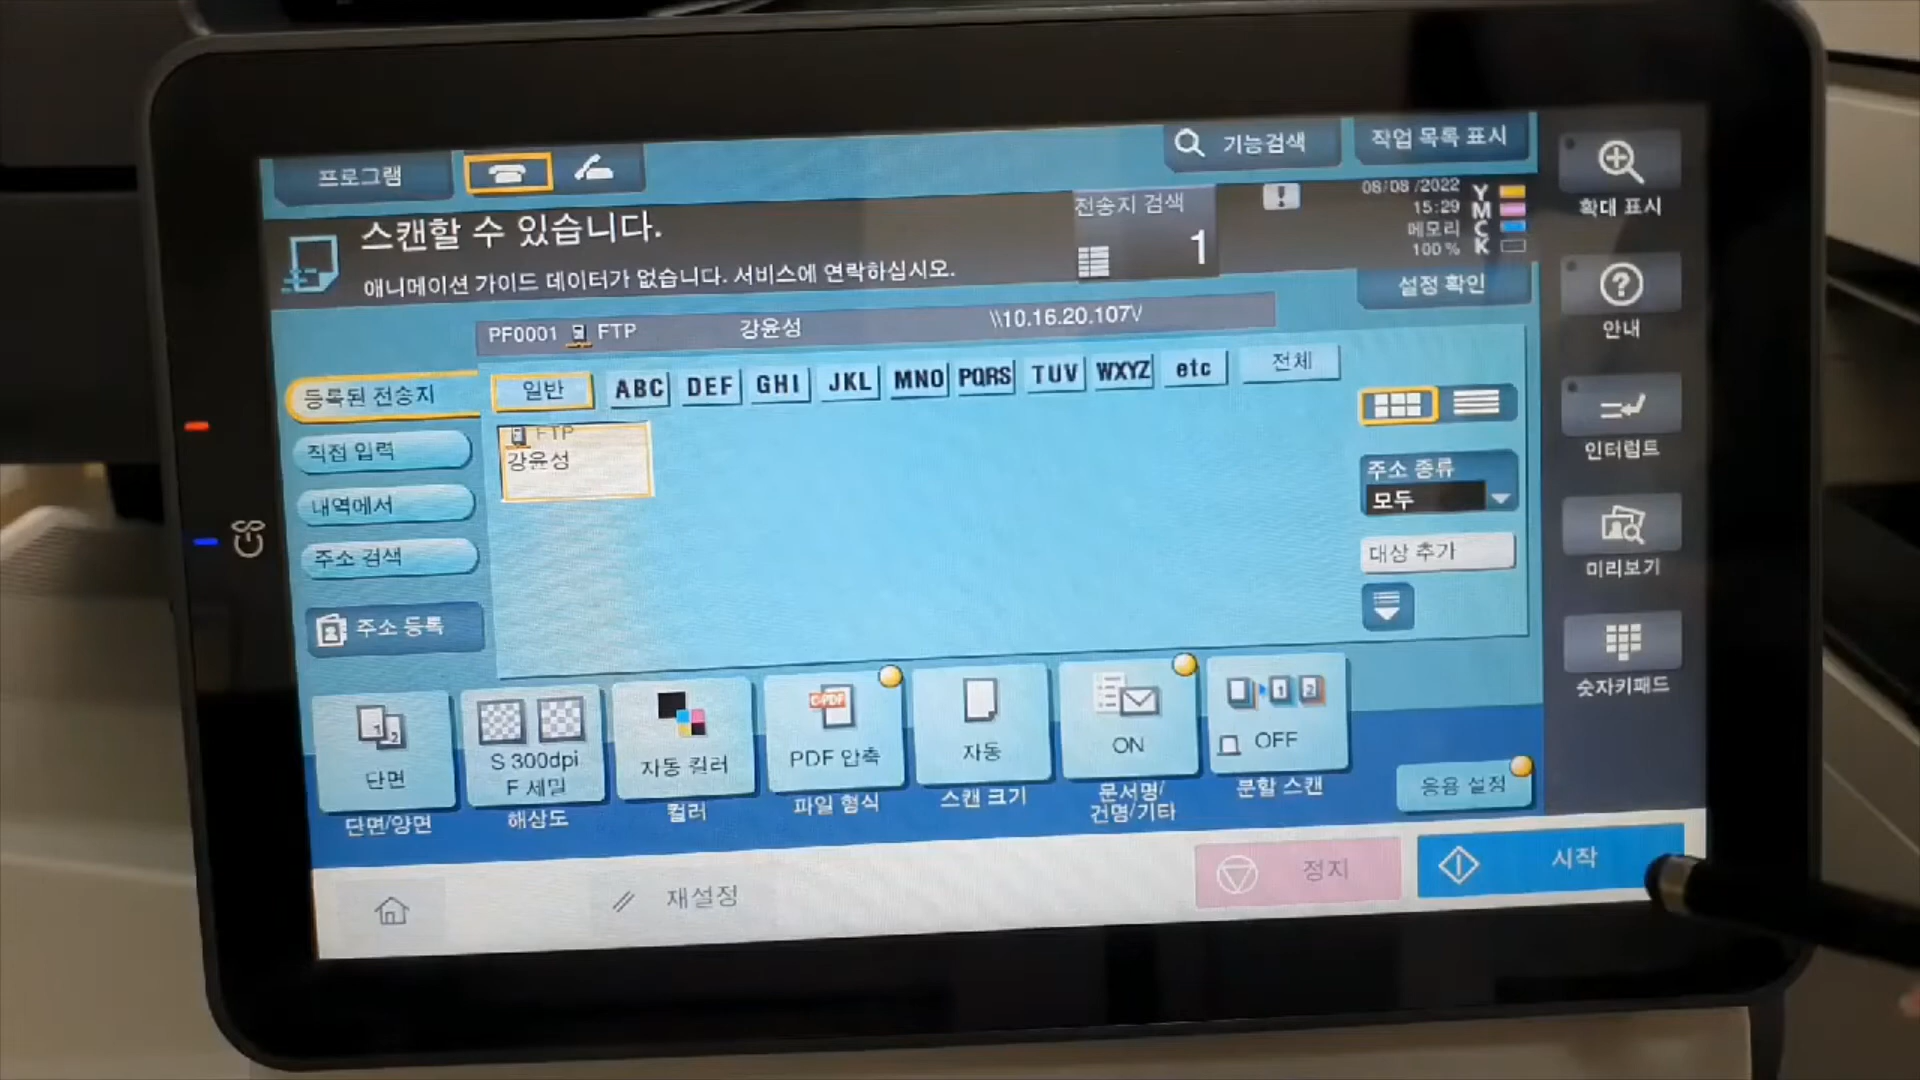 프로그램
기능검색
작업 목록 표시
스캔할 수 있습니다.
애니메이션 가이드 데이터가 없습니다. 서비스에 연락하십시오.
전송지 검색
1
08/08 /2022
15:29
메모리
100 %
Y
M
C
K
설정 확인
PF0001 FTP 강윤성 \\10.16.20.107\/
등록된 전송지
직접 입력
내역에서
주소 검색
주소 등록
일반 ABC DEF GHI JKL MNO PQRS TUV WXYZ etc 전체
FTP
강윤성
주소 종류
모두
대상 추가
단면
단면/양면
S 300dpi
F 세밀
해상도
자동 컬러
컬러
C-PDF
PDF 압축
파일 형식
자동
스캔 크기
ON
문서명/
건명/기타
1 2
OFF
분할 스캔
응용 설정
재설정
정지
시작
확대 표시
안내
인터럽트
미리보기
숫자키패드